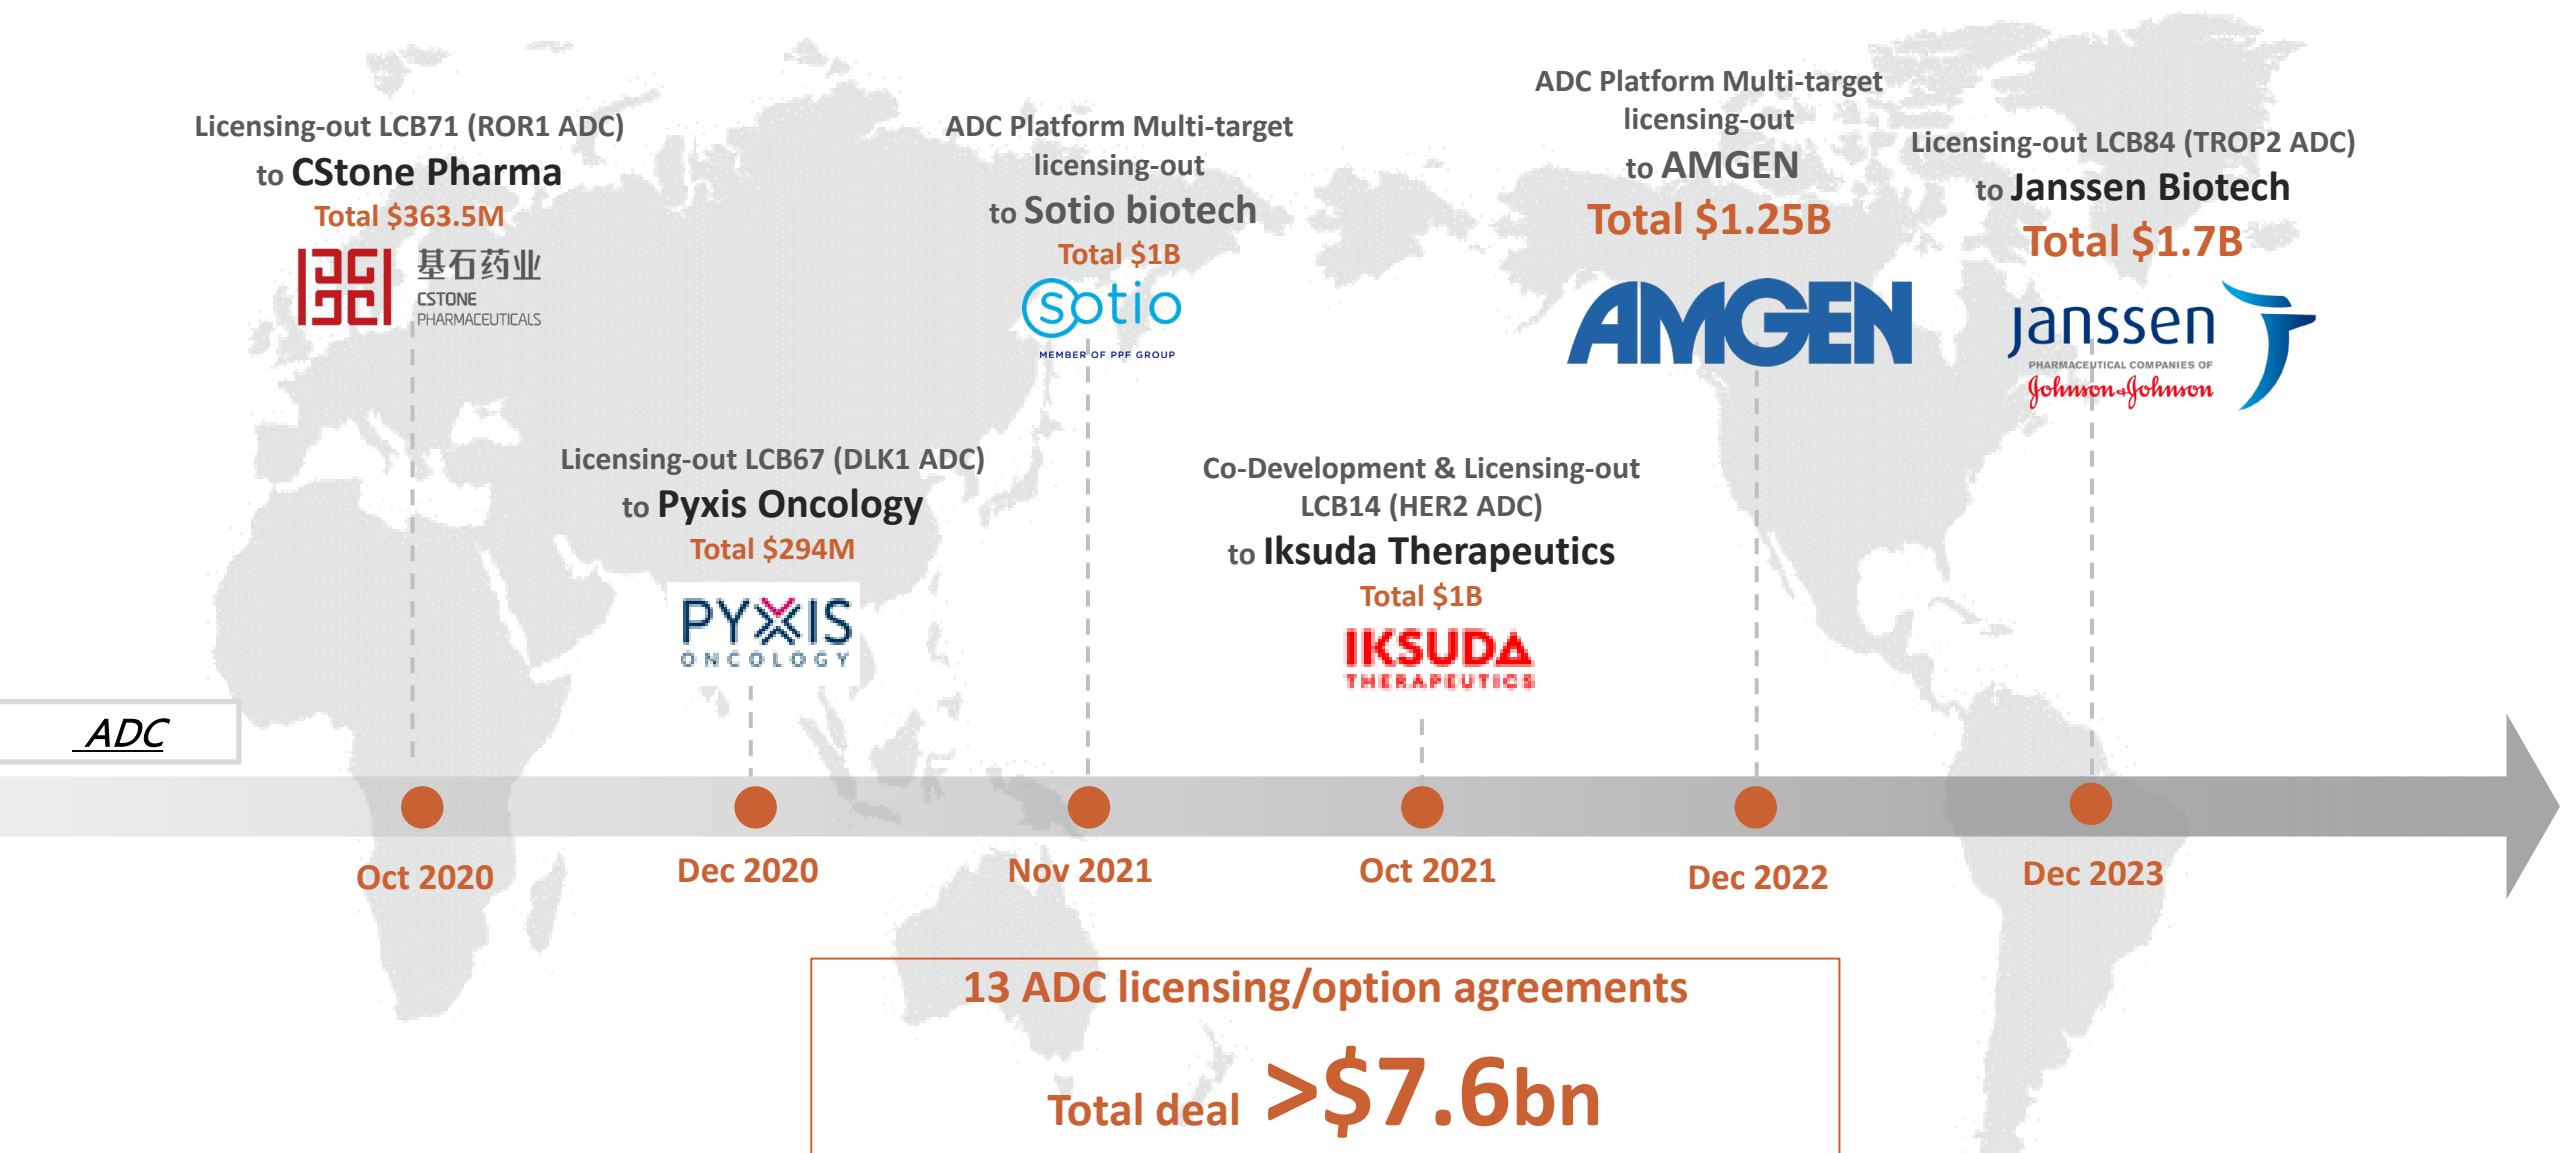 Licensing-out LCB71 (ROR1 ADC)
to CStone Pharma
Total $363.5M
基石药业
CSTONE
PHARMACEUTICALS
Licensing-out LCB67 (DLK1 ADC)
to Pyxis Oncology
Total $294M
PYXIS
ONCOLOGY
ADC Platform Multi-target
licensing-out
to Sotio biotech
Total $1B
sotio
MEMBER OF PPF GROUP
Co-Development & Licensing-out
LCB14 (HER2 ADC)
to Iksuda Therapeutics
Total $1B
IKSUDA
THERAPEUTICS
ADC Platform Multi-target
licensing-out
to AMGEN
Total $1.25B
AMGEN
Licensing-out LCB84 (TROP2 ADC)
to Janssen Biotech
Total $1.7B
janssen
PHARMACEUTICAL COMPANIES OF
Johnson&Johnson
ADC
Oct 2020
Dec 2020
Nov 2021
Oct 2021
Dec 2022
Dec 2023
13 ADC licensing/option agreements
Total deal >$7.6bn